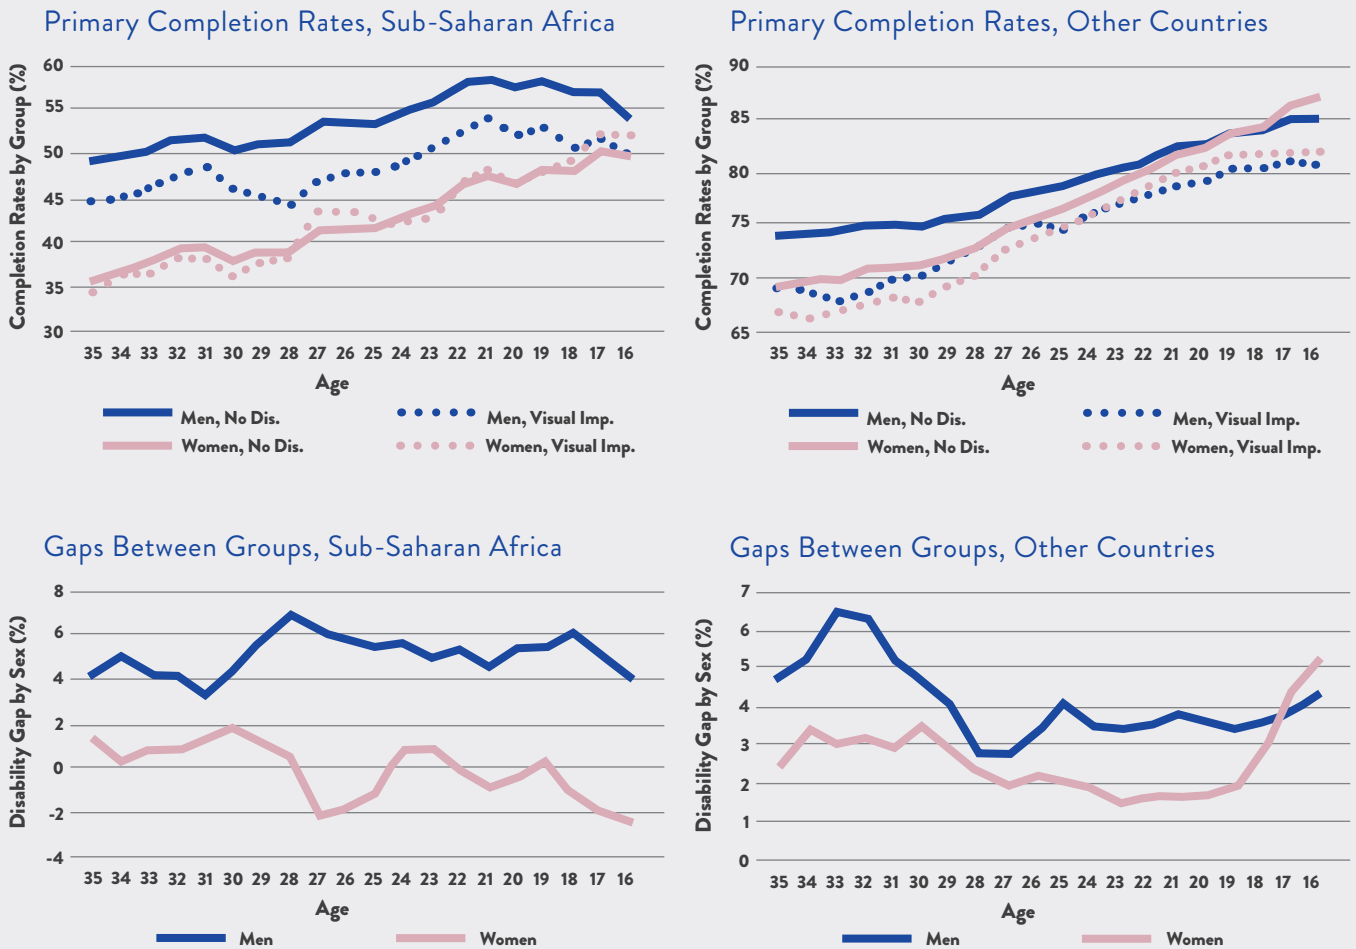 Primary Completion Rates, Sub-Saharan Africa
Completion Rates by Group (%)
60
55
50
45
40
35
30
35 34 33 32 31 30 29 28 27 26 25 24 23 22 21 20 19 18 17 16
Age
Men, No Dis.
Men, Visual Imp.
Women, No Dis.
Women, Visual Imp.
Primary Completion Rates, Other Countries
Completion Rates by Group (%)
90
85
80
75
70
65
35 34 33 32 31 30 29 28 27 26 25 24 23 22 21 20 19 18 17 16
Age
Men, No Dis.
Men, Visual Imp.
Women, No Dis.
Women, Visual Imp.
Gaps Between Groups, Sub-Saharan Africa
Disability Gap by Sex (%)
8
6
4
2
0
-2
-4
35 34 33 32 31 30 29 28 27 26 25 24 23 22 21 20 19 18 17 16
Age
Men
Women
Gaps Between Groups, Other Countries
Disability Gap by Sex (%)
7
6
5
4
3
2
1
0
35 34 33 32 31 30 29 28 27 26 25 24 23 22 21 20 19 18 17 16
Age
Men
Women